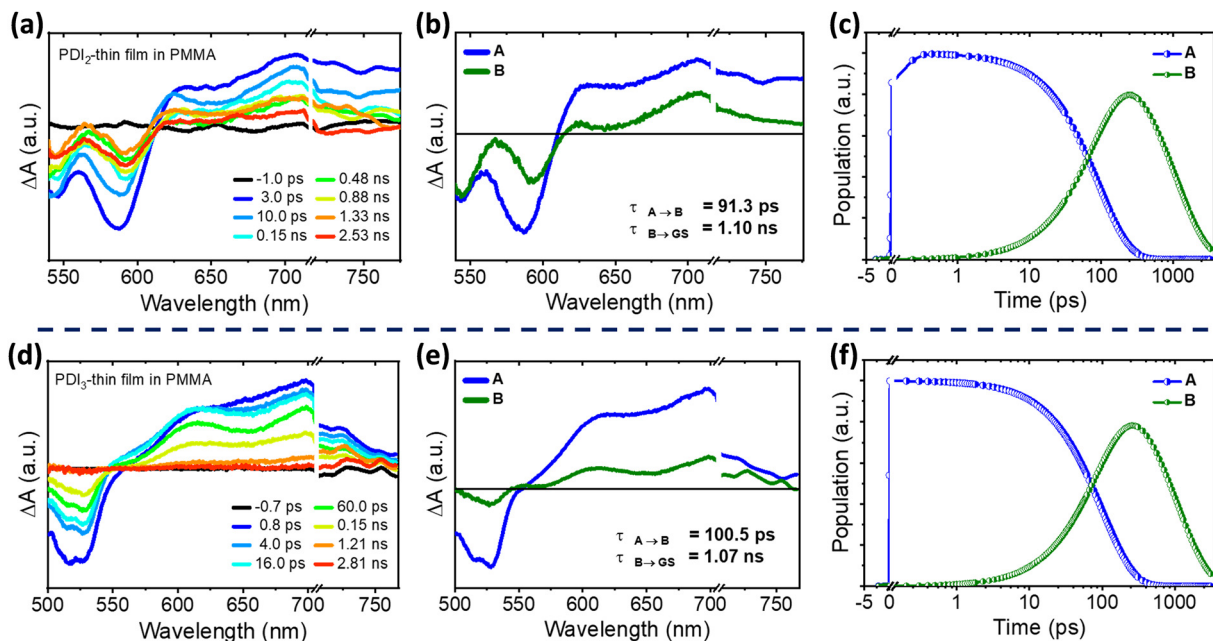 (a)
PDI₂-thin film in PMMA
ΔA (a.u.)
-1.0 ps
3.0 ps
10.0 ps
0.15 ns
0.48 ns
0.88 ns
1.33 ns
2.53 ns
550 600 650 700 750
Wavelength (nm)
(b)
A
B
ΔA (a.u.)
τ A→B = 91.3 ps
τ B→GS = 1.10 ns
550 600 650 700 750
Wavelength (nm)
(c)
A
B
Population (a.u.)
-5 0 1 10 100 1000
Time (ps)
(d)
PDI₃-thin film in PMMA
ΔA (a.u.)
-0.7 ps
0.8 ps
4.0 ps
16.0 ps
60.0 ps
0.15 ns
1.21 ns
2.81 ns
500 550 600 650 700 750
Wavelength (nm)
(e)
A
B
ΔA (a.u.)
τ A→B = 100.5 ps
τ B→GS = 1.07 ns
500 550 600 650 700 750
Wavelength (nm)
(f)
A
B
Population (a.u.)
-5 0 1 10 100 1000
Time (ps)